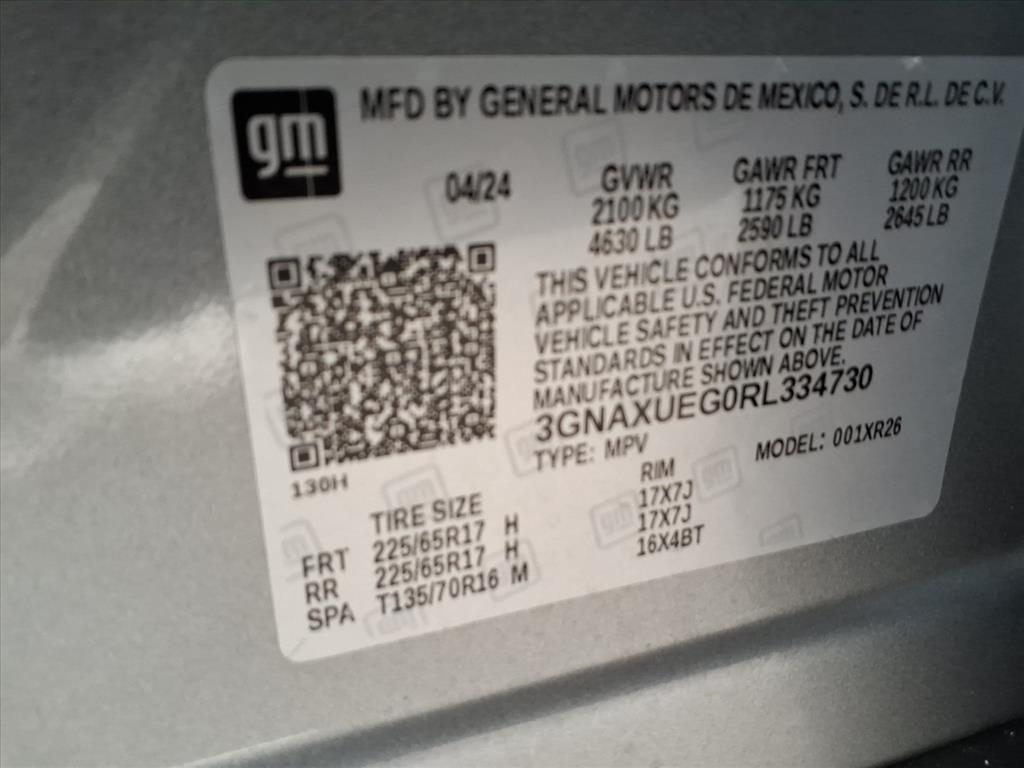 gm
MFD BY GENERAL MOTORS DE MEXICO, S. DE R.L. DE C.V.
04/24 GVWR GAWR FRT GAWR RR
2100 KG 1175 KG 1200 KG
4630 LB 2590 LB 2645 LB
THIS VEHICLE CONFORMS TO ALL
APPLICABLE U.S. FEDERAL MOTOR
VEHICLE SAFETY AND THEFT PREVENTION
STANDARDS IN EFFECT ON THE DATE OF
MANUFACTURE SHOWN ABOVE.
3GNAXUEG0RL334730
TYPE: MPV MODEL: 001XR26
130H
TIRE SIZE RIM
FRT 225/65R17 H 17X7J
RR 225/65R17 H 17X7J
SPA T135/70R16 M 16X4BT